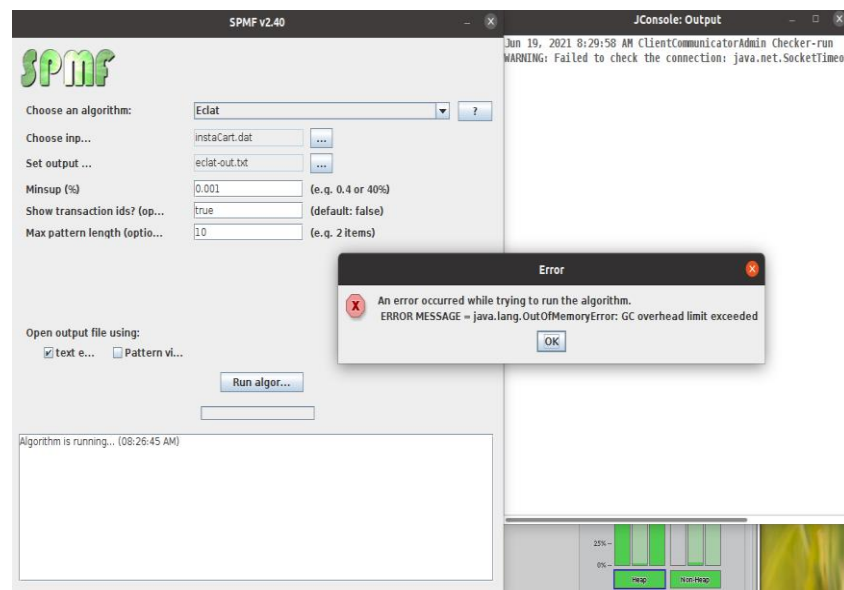 SPMF v2.40
SPMF
Choose an algorithm: Eclat ?
Choose inp... instaCart.dat ...
Set output ... eclat-out.txt ...
Minsup (%) 0.001 (e.g. 0.4 or 40%)
Show transaction ids? (op... true (default: false)
Max pattern length (optio... 10 (e.g. 2 items)
Open output file using:
text e... Pattern vi...
Run algor...
Algorithm is running... (08:26:45 AM)
JConsole: Output
Jun 19, 2021 8:29:58 AM ClientCommunicatorAdmin Checker-run
WARNING: Failed to check the connection: java.net.SocketTimeo
Error
An error occurred while trying to run the algorithm.
ERROR MESSAGE = java.lang.OutOfMemoryError: GC overhead limit exceeded
OK
25%
0%
Heap Non-Heap